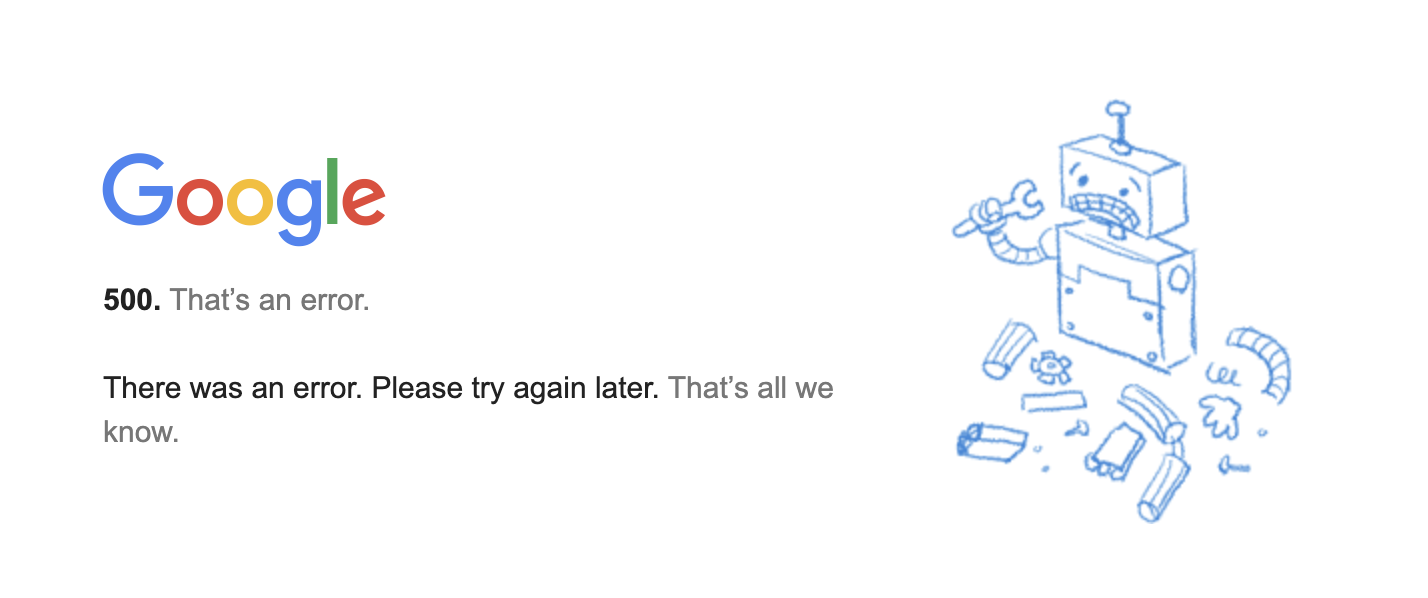 Google
500. That’s an error.
There was an error. Please try again later. That’s all we
know.